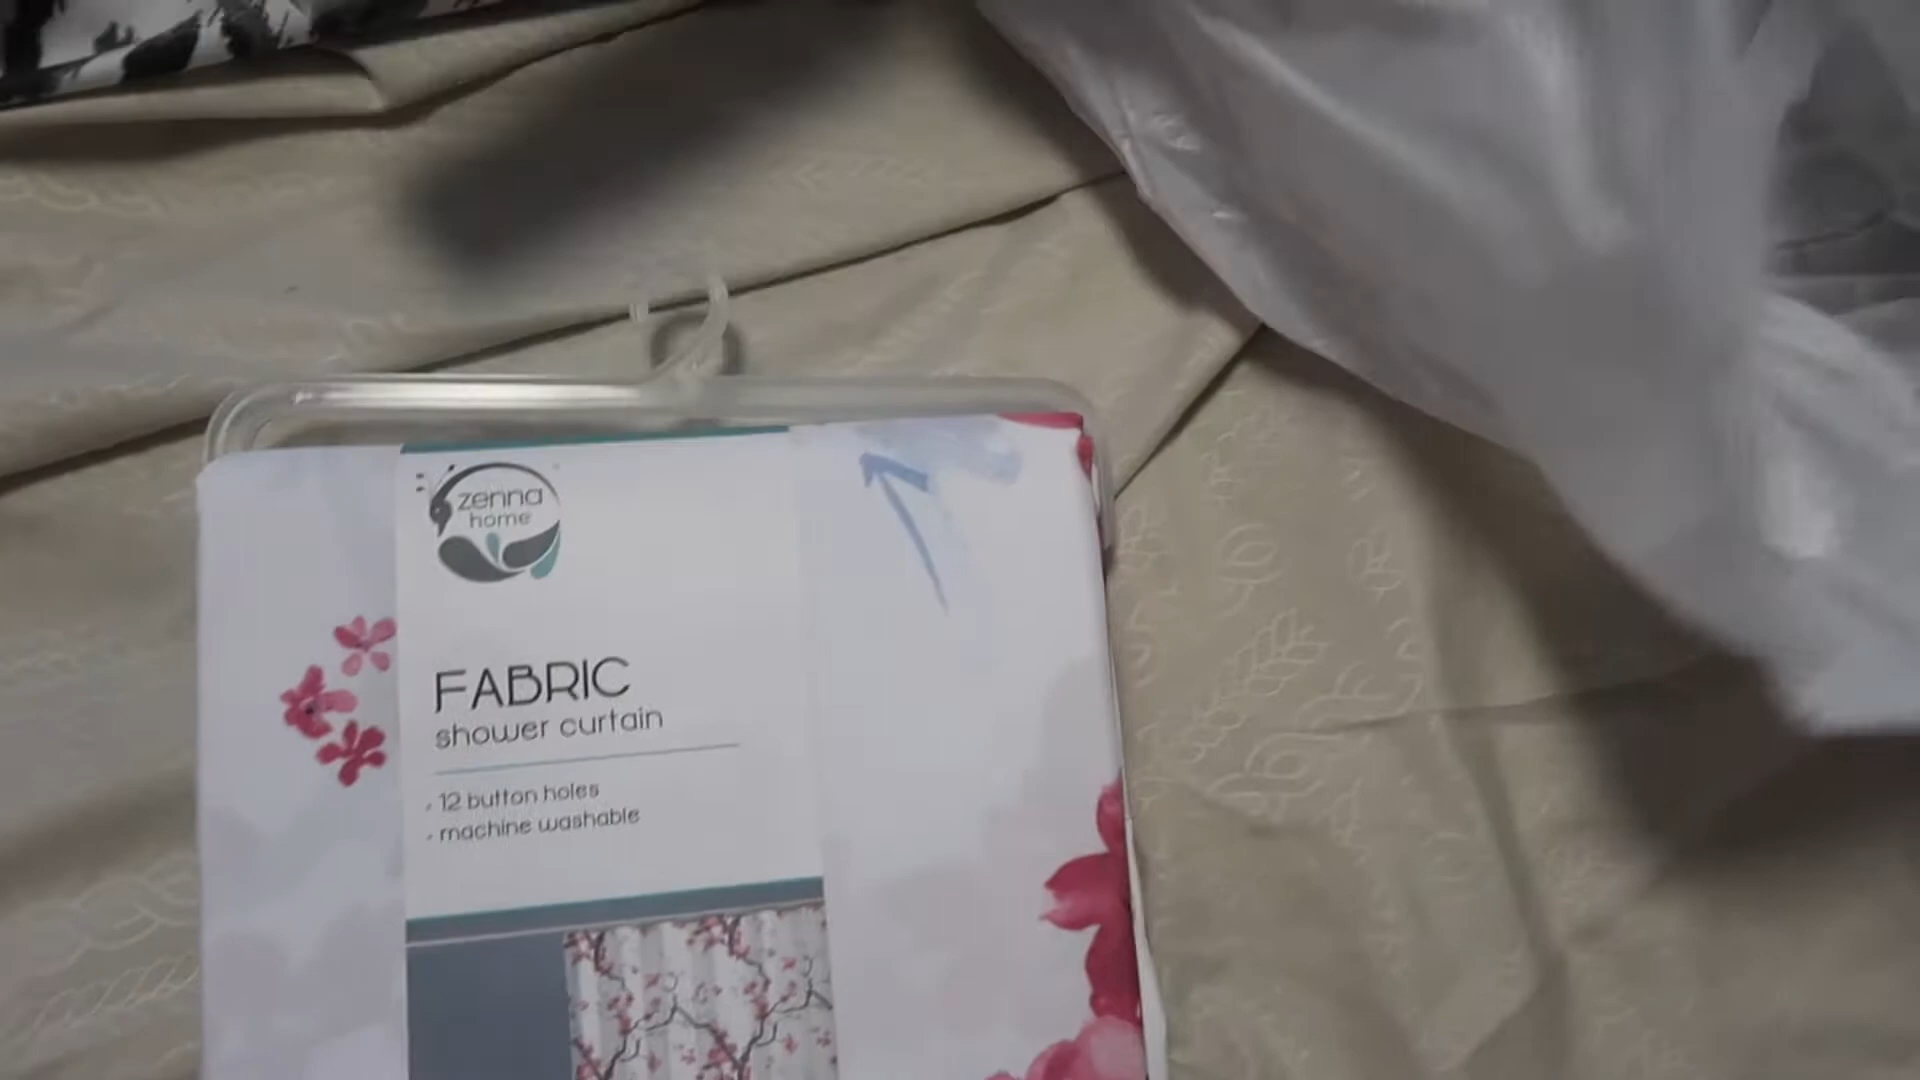 zenna
home
FABRIC
shower curtain
• 12 button holes
• machine washable